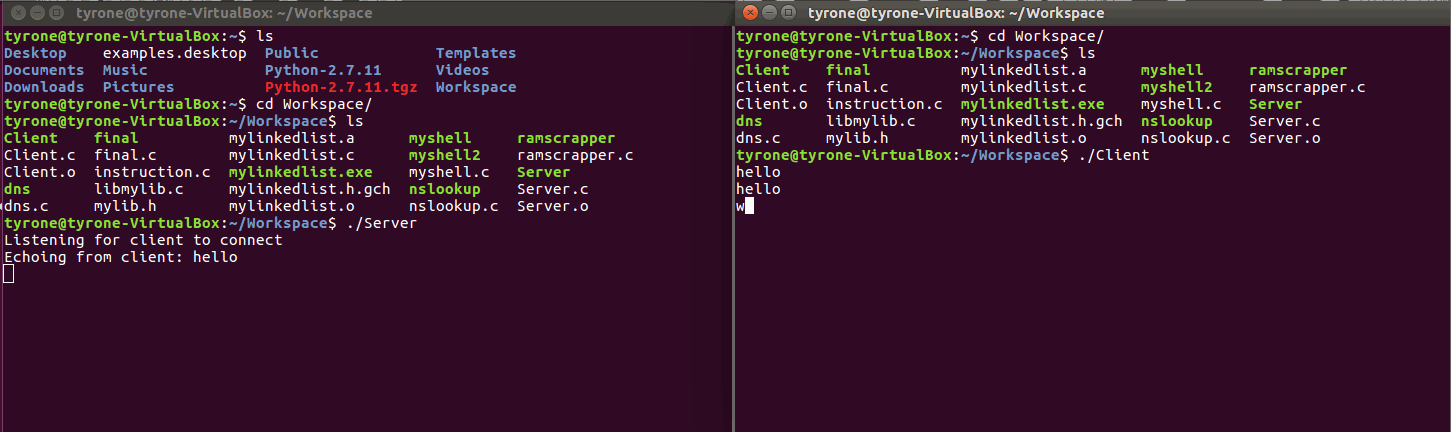 tyrone@tyrone-VirtualBox: ~/Workspace
tyrone@tyrone-VirtualBox:~$ ls
Desktop examples.desktop Public Templates
Documents Music Python-2.7.11 Videos
Downloads Pictures Python-2.7.11.tgz Workspace
tyrone@tyrone-VirtualBox:~$ cd Workspace/
tyrone@tyrone-VirtualBox:~/Workspace$ ls
Client final mylinkedlist.a myshell ramscrapper
Client.c final.c mylinkedlist.c myshell2 ramscrapper.c
Client.o instruction.c mylinkedlist.exe myshell.c Server
dns libmylib.c mylinkedlist.h.gch nslookup Server.c
dns.c mylib.h mylinkedlist.o nslookup.c Server.o
tyrone@tyrone-VirtualBox:~/Workspace$ ./Server
Listening for client to connect
Echoing from client: hello
tyrone@tyrone-VirtualBox: ~/Workspace
tyrone@tyrone-VirtualBox:~$ cd Workspace/
tyrone@tyrone-VirtualBox:~/Workspace$ ls
Client final mylinkedlist.a myshell ramscrapper
Client.c final.c mylinkedlist.c myshell2 ramscrapper.c
Client.o instruction.c mylinkedlist.exe myshell.c Server
dns libmylib.c mylinkedlist.h.gch nslookup Server.c
dns.c mylib.h mylinkedlist.o nslookup.c Server.o
tyrone@tyrone-VirtualBox:~/Workspace$ ./Client
hello
hello
w